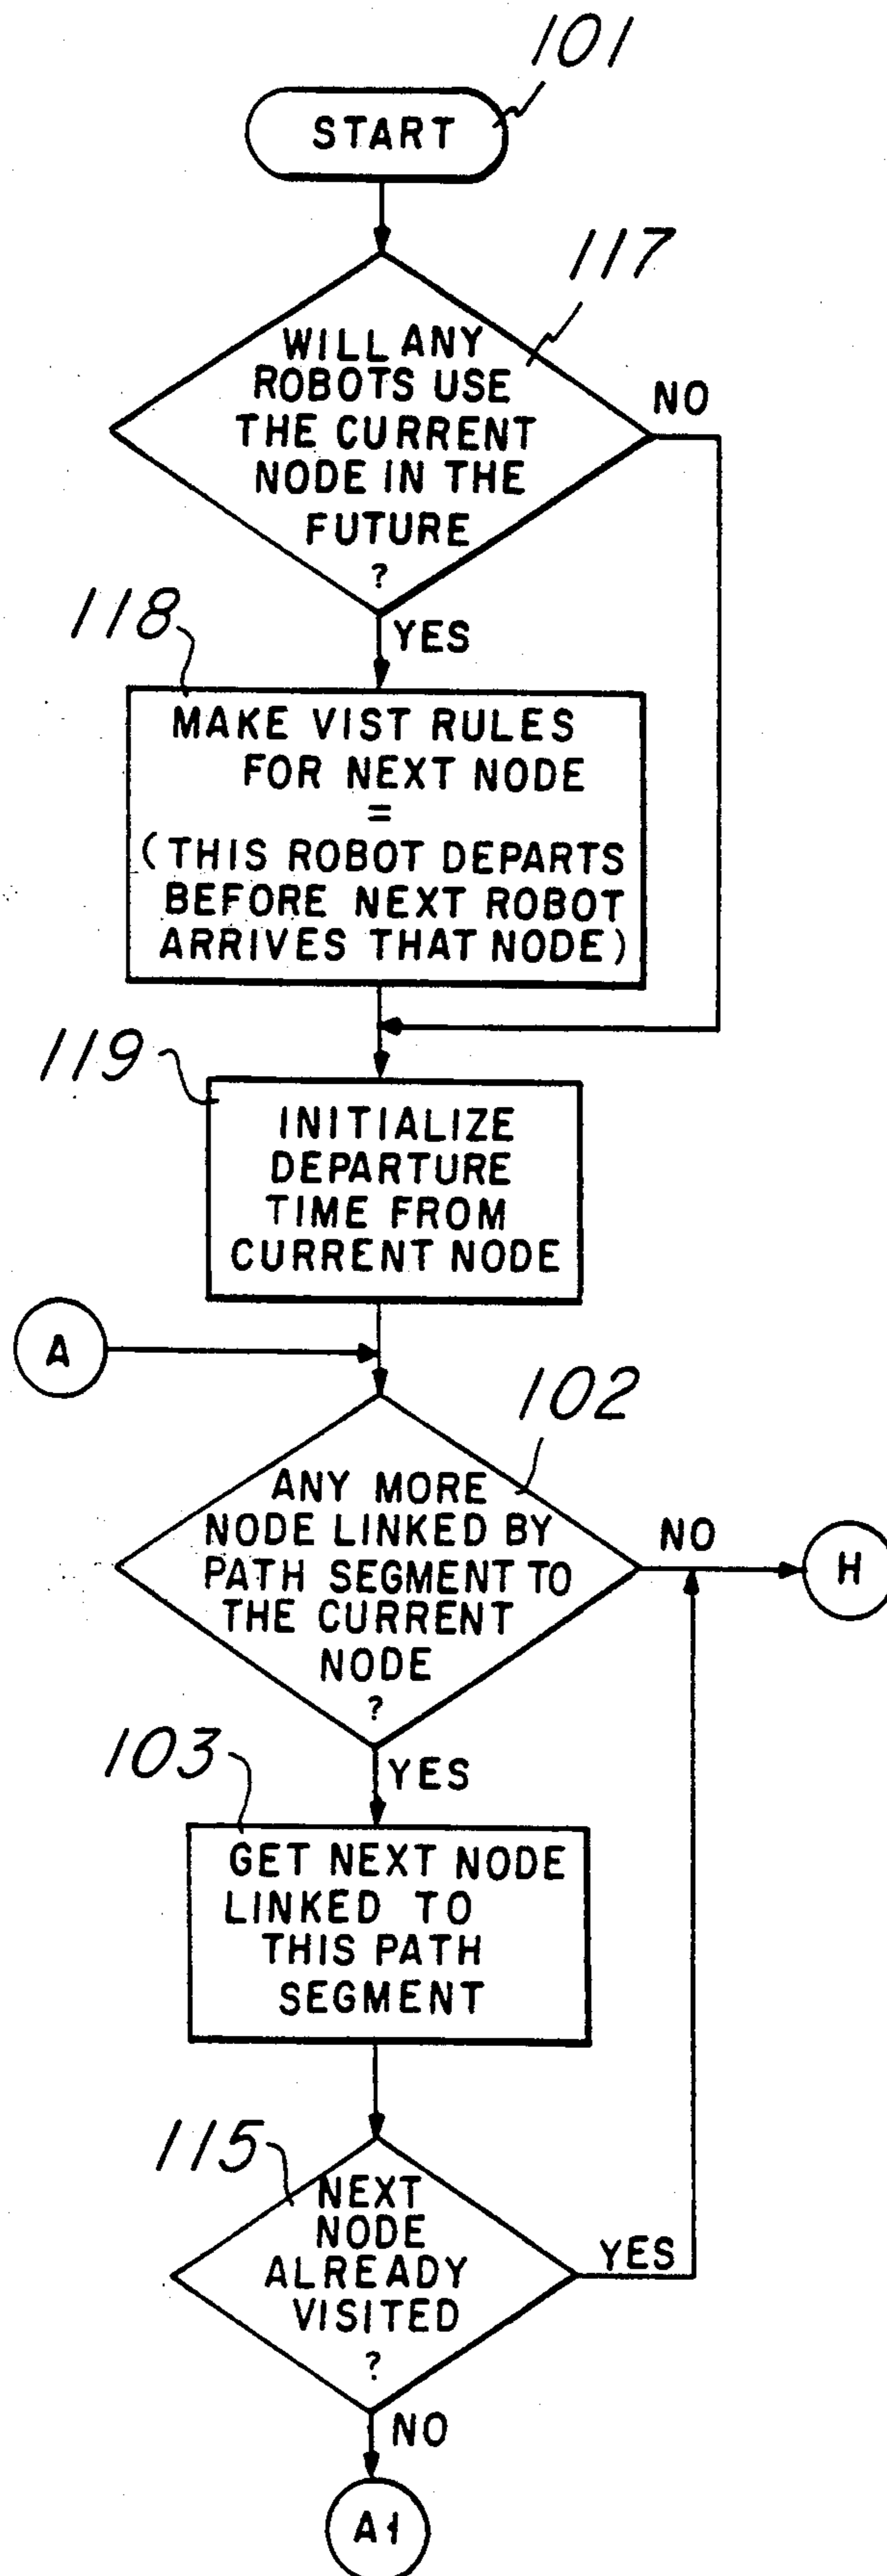 101
START
117
WILL ANY
ROBOTS USE
THE CURRENT
NODE IN THE
FUTURE
?
NO
118
YES
MAKE VIST RULES
FOR NEXT NODE
=
(THIS ROBOT DEPARTS
BEFORE NEXT ROBOT
ARRIVES THAT NODE)
119
INITIALIZE
DEPARTURE
TIME FROM
CURRENT NODE
A
102
ANY MORE
NODE LINKED BY
PATH SEGMENT TO
THE CURRENT
NODE
?
NO
H
103
YES
GET NEXT NODE
LINKED TO
THIS PATH
SEGMENT
115
NEXT
NODE
ALREADY
VISITED
?
YES
NO
A1